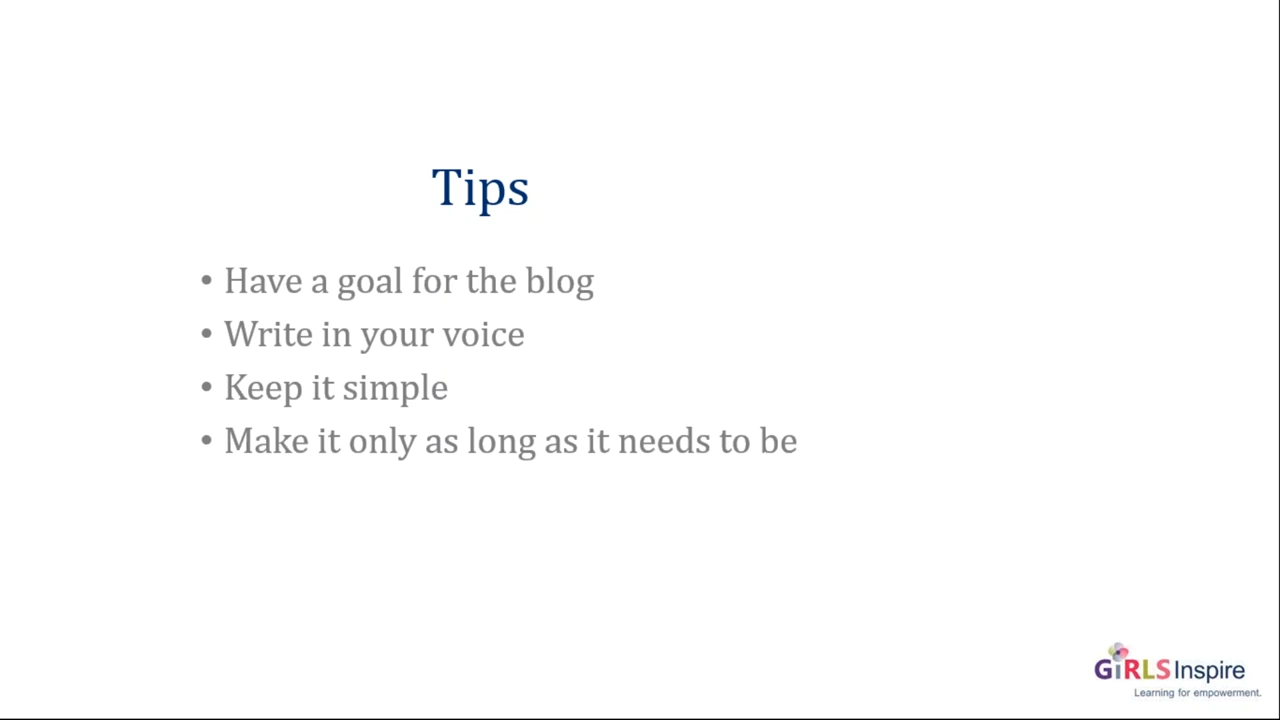 Tips
• Have a goal for the blog
• Write in your voice
• Keep it simple
• Make it only as long as it needs to be
GiRLS Inspire
Learning for empowerment.